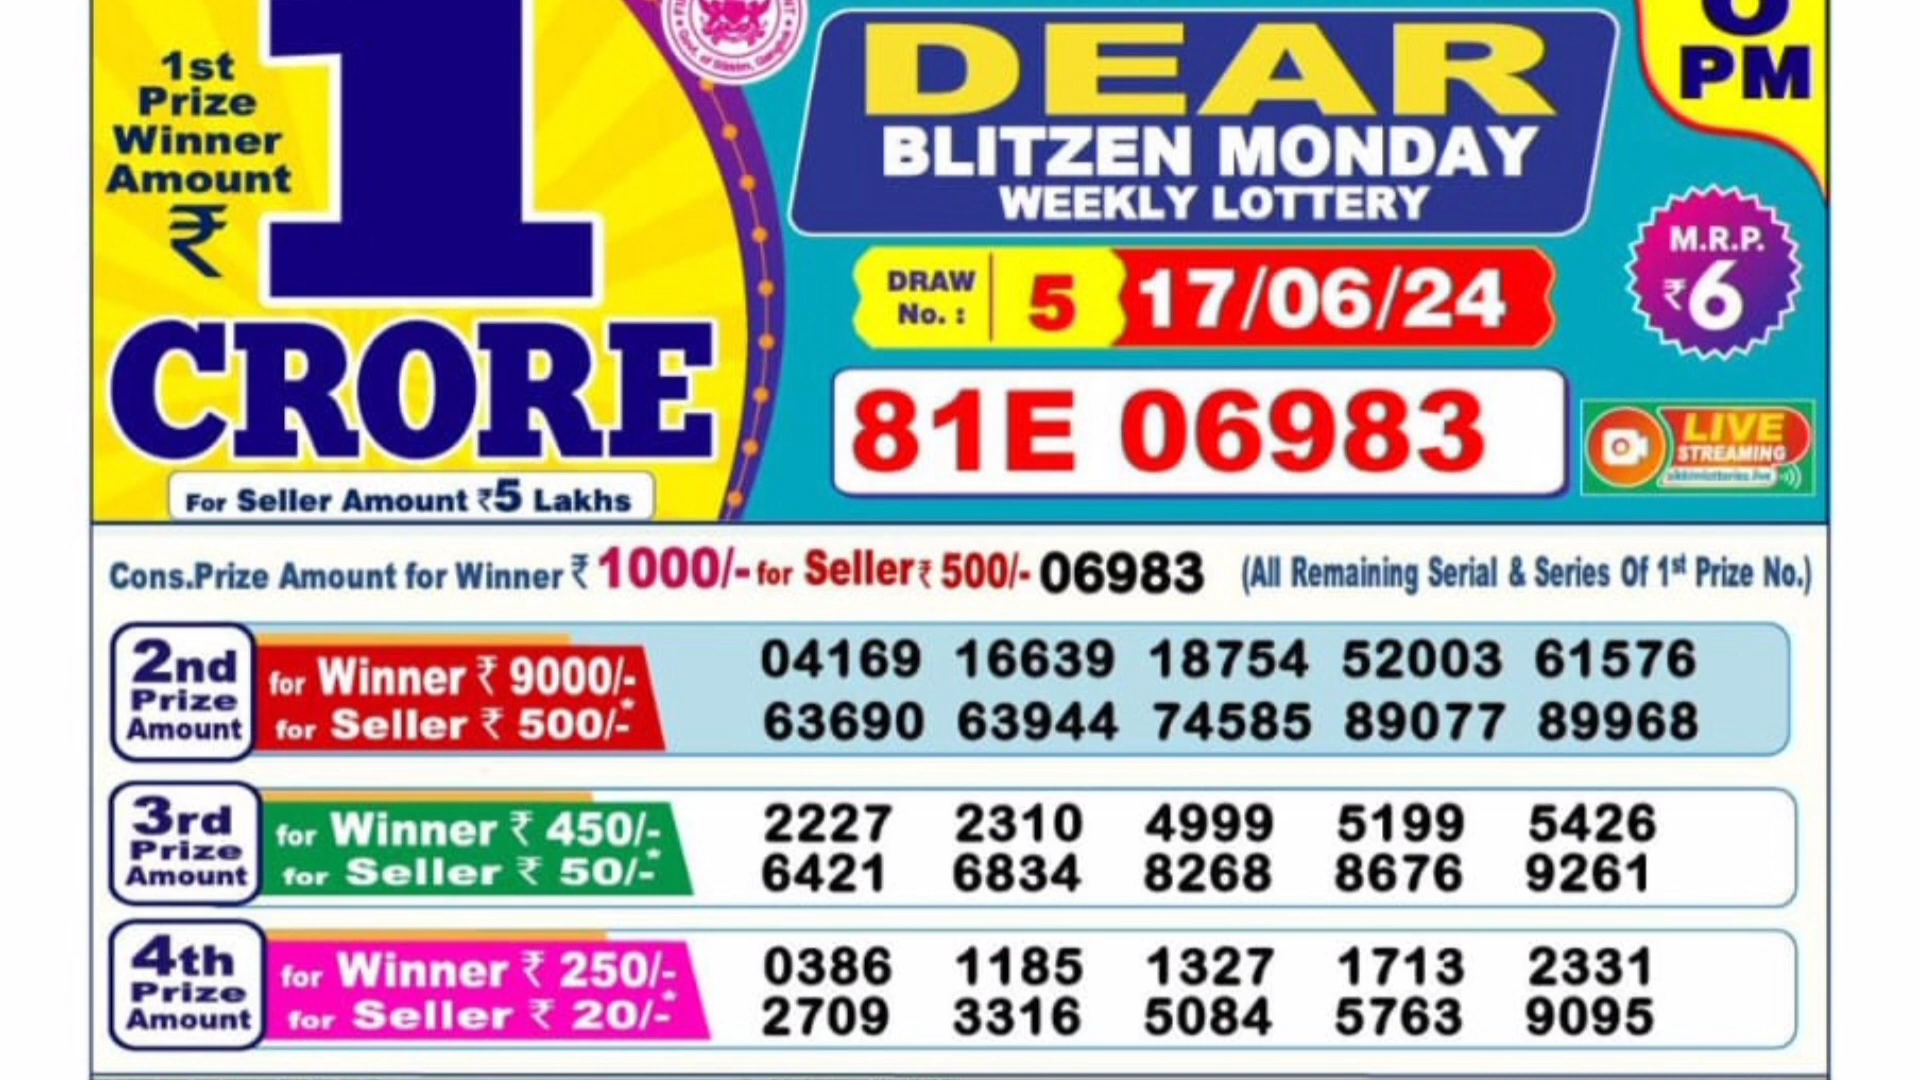 1st
Prize
Winner
Amount
₹
1
CRORE
For Seller Amount ₹5 Lakhs
DEAR
BLITZEN MONDAY
WEEKLY LOTTERY
PM
M.R.P.
₹6
DRAW
No. :
5
17/06/24
81E 06983
LIVE
STREAMING
Cons.Prize Amount for Winner ₹ 1000/- for Seller ₹ 500/- 06983 (All Remaining Serial & Series Of 1st Prize No.)
2nd
Prize
Amount
for Winner ₹ 9000/-
for Seller ₹ 500/-*
04169 16639 18754 52003 61576
63690 63944 74585 89077 89968
3rd
Prize
Amount
for Winner ₹ 450/-
for Seller ₹ 50/-*
2227 2310 4999 5199 5426
6421 6834 8268 8676 9261
4th
Prize
Amount
for Winner ₹ 250/-
for Seller ₹ 20/-*
0386 1185 1327 1713 2331
2709 3316 5084 5763 9095